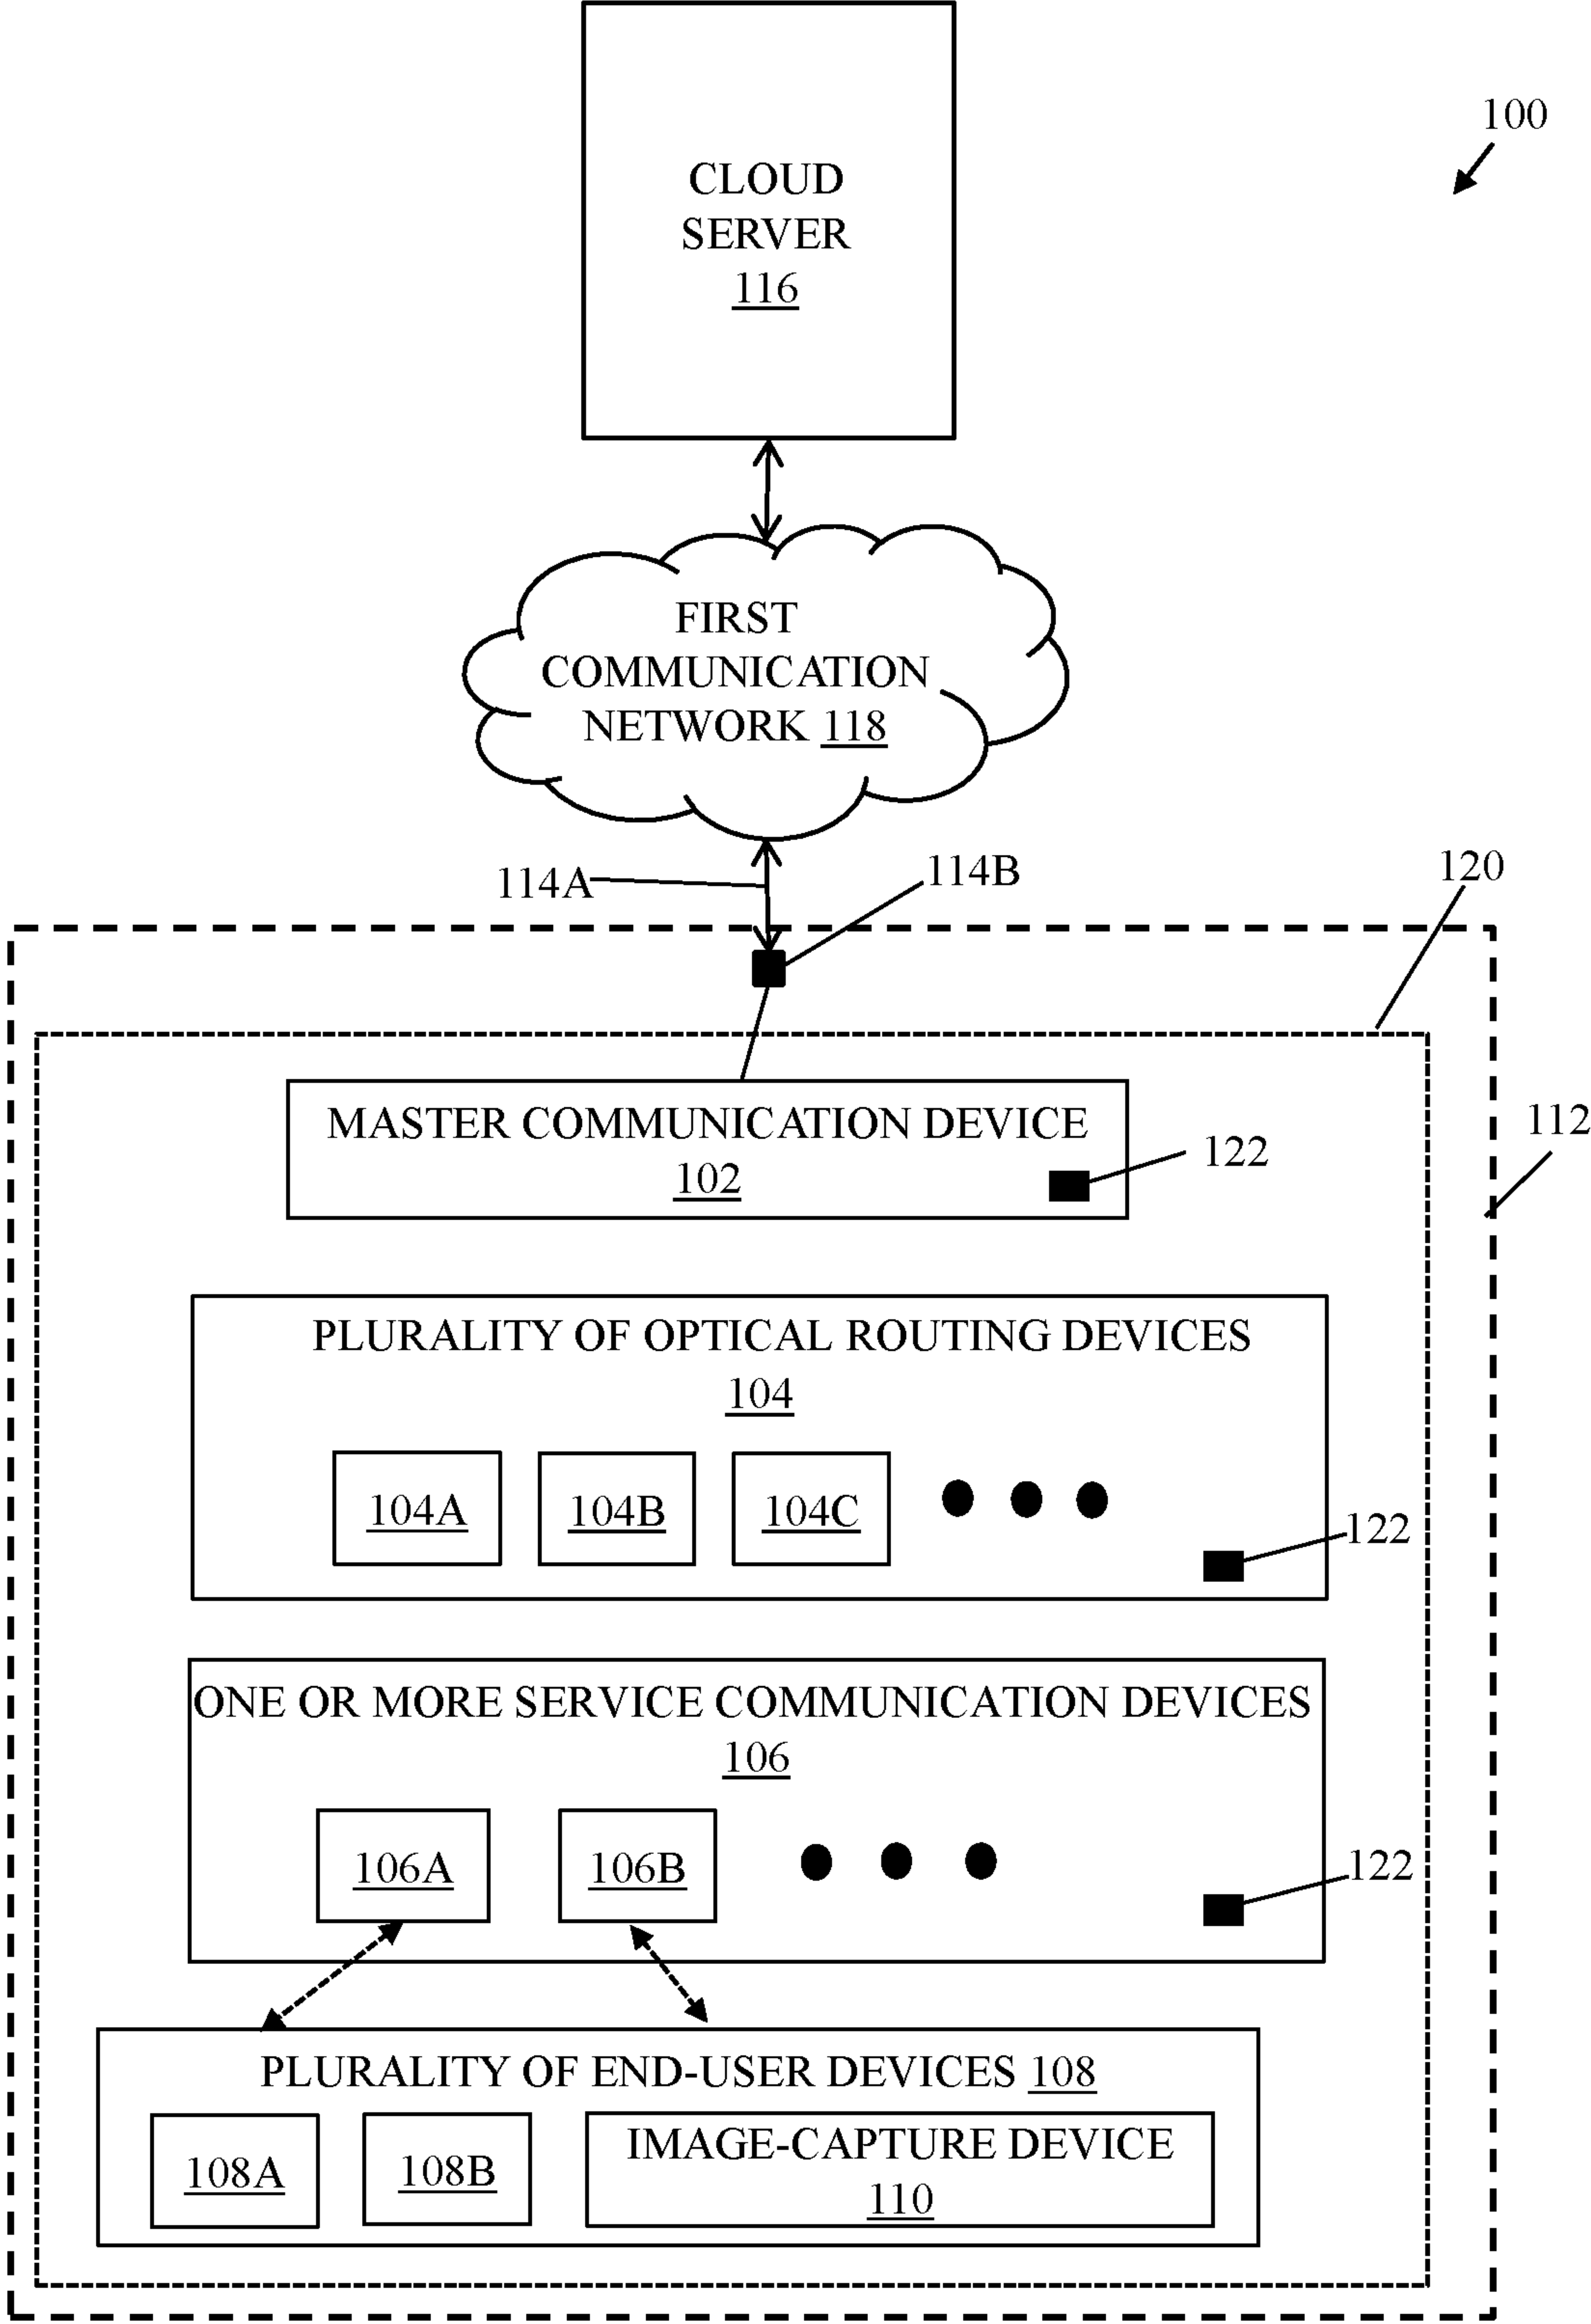 100
CLOUD
SERVER
116
FIRST
COMMUNICATION
NETWORK 118
114A
114B
120
112
MASTER COMMUNICATION DEVICE
102
122
PLURALITY OF OPTICAL ROUTING DEVICES
104
104A 104B 104C
122
ONE OR MORE SERVICE COMMUNICATION DEVICES
106
106A 106B
122
PLURALITY OF END-USER DEVICES 108
108A 108B
IMAGE-CAPTURE DEVICE
110